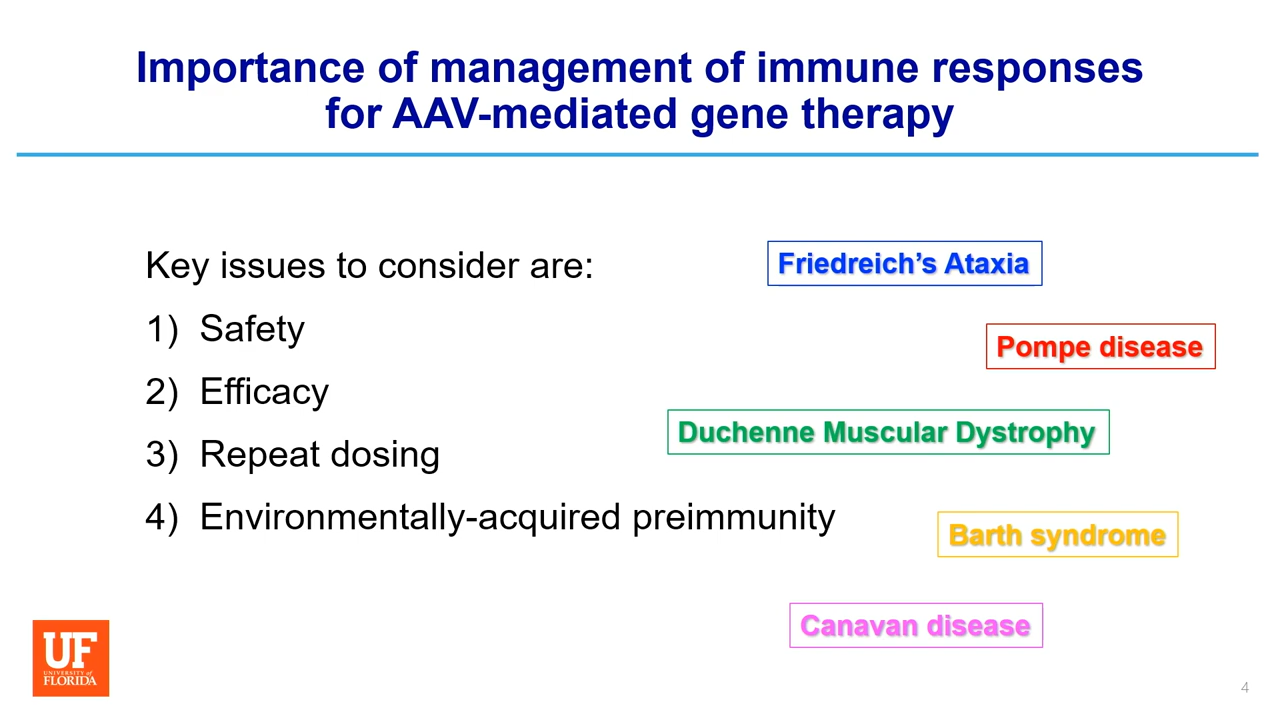 Importance of management of immune responses
for AAV-mediated gene therapy
Key issues to consider are:
1) Safety
2) Efficacy
3) Repeat dosing
4) Environmentally-acquired preimmunity
Friedreich’s Ataxia
Pompe disease
Duchenne Muscular Dystrophy
Barth syndrome
Canavan disease
UF
UNIVERSITY of
FLORIDA
4